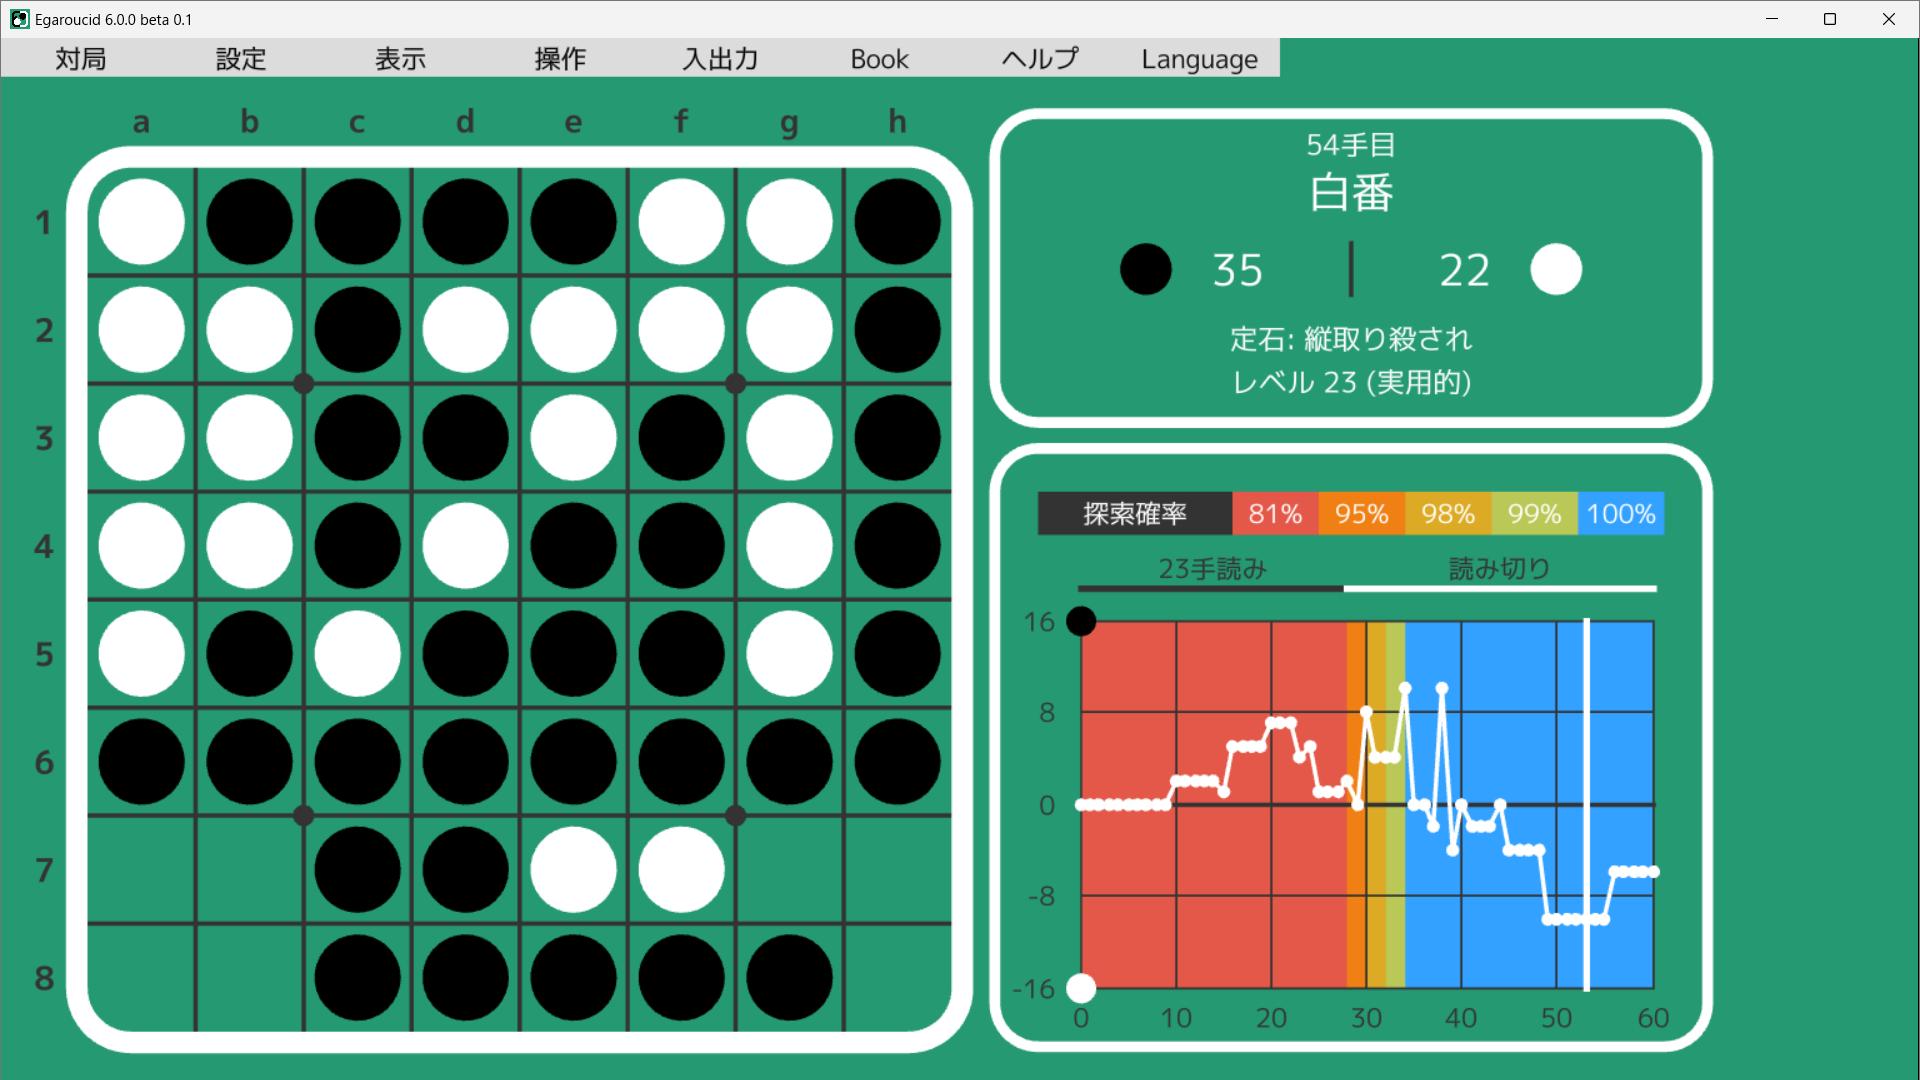 Egaroucid 6.0.0 beta 0.1
対局 設定 表示 操作 入出力 Book ヘルプ Language
a b c d e f g h
1
2
3
4
5
6
7
8
54手目
白番
35 22
定石: 縦取り殺され
レベル 23 (実用的)
探索確率 81% 95% 98% 99% 100%
23手読み 読み切り
16
8
0
-8
-16
0 10 20 30 40 50 60